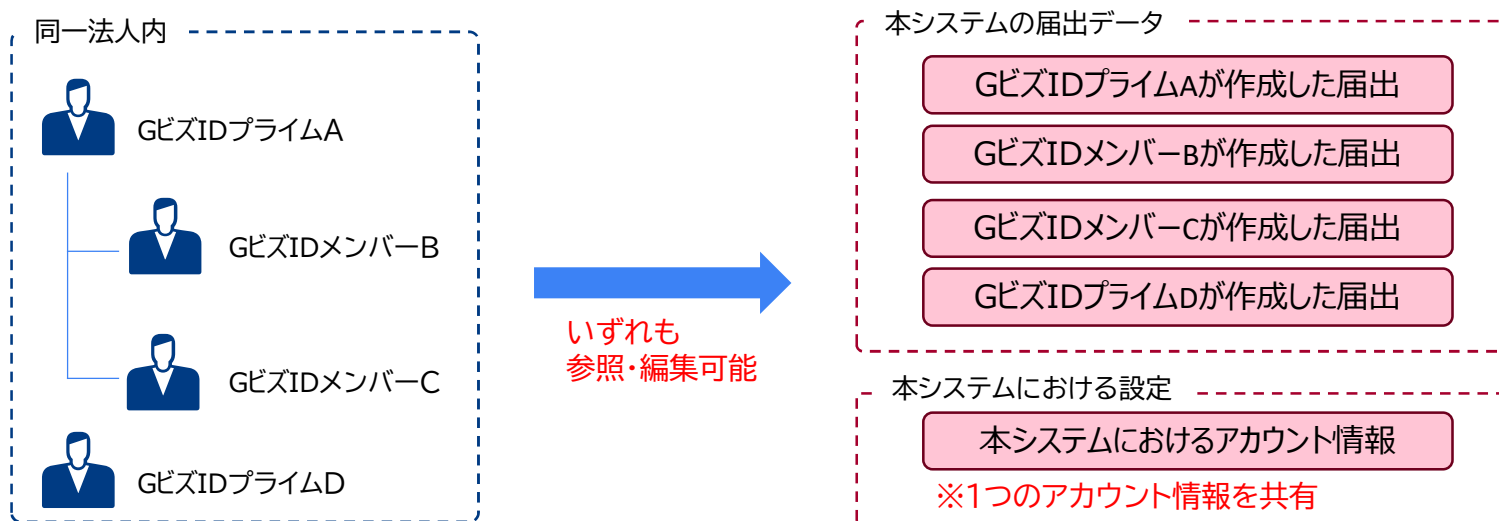 同一法人内
GビズIDプライムA
GビズIDメンバーB
GビズIDメンバーC
GビズIDプライムD
いずれも
参照・編集可能
本システムの届出データ
GビズIDプライムAが作成した届出
GビズIDメンバーBが作成した届出
GビズIDメンバーCが作成した届出
GビズIDプライムDが作成した届出
本システムにおける設定
本システムにおけるアカウント情報
※1つのアカウント情報を共有